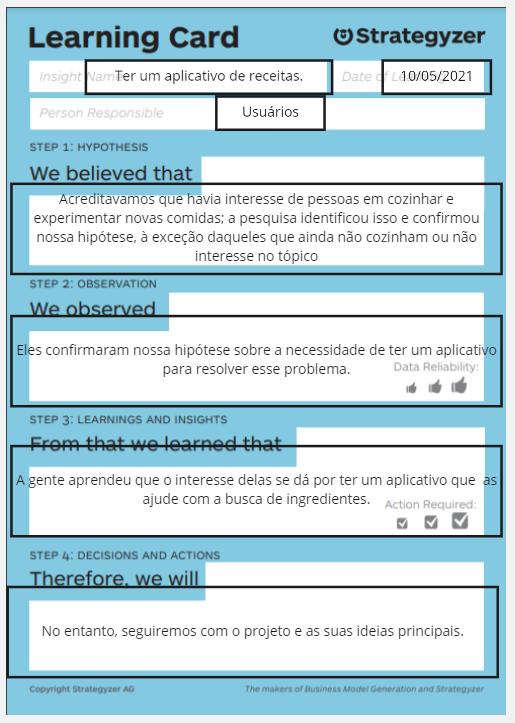 Learning Card
Strategyzer
Insight Name Ter um aplicativo de receitas. Date of Learning 10/05/2021
Person Responsible Usuários
STEP 1: HYPOTHESIS
We believed that
Acreditavamos que havia interesse de pessoas em cozinhar e
experimentar novas comidas; a pesquisa identificou isso e confirmou
nossa hipótese, à exceção daqueles que ainda não cozinham ou não
interesse no tópico
STEP 2: OBSERVATION
We observed
Eles confirmaram nossa hipótese sobre a necessidade de ter um aplicativo
para resolver esse problema.
Data Reliability:
STEP 3: LEARNINGS AND INSIGHTS
From that we learned that
A gente aprendeu que o interesse delas se dá por ter um aplicativo que as
ajude com a busca de ingredientes.
Action Required:
STEP 4: DECISIONS AND ACTIONS
Therefore, we will
No entanto, seguiremos com o projeto e as suas ideias principais.
Copyright Strategyzer AG
The makers of Business Model Generation and Strategyzer